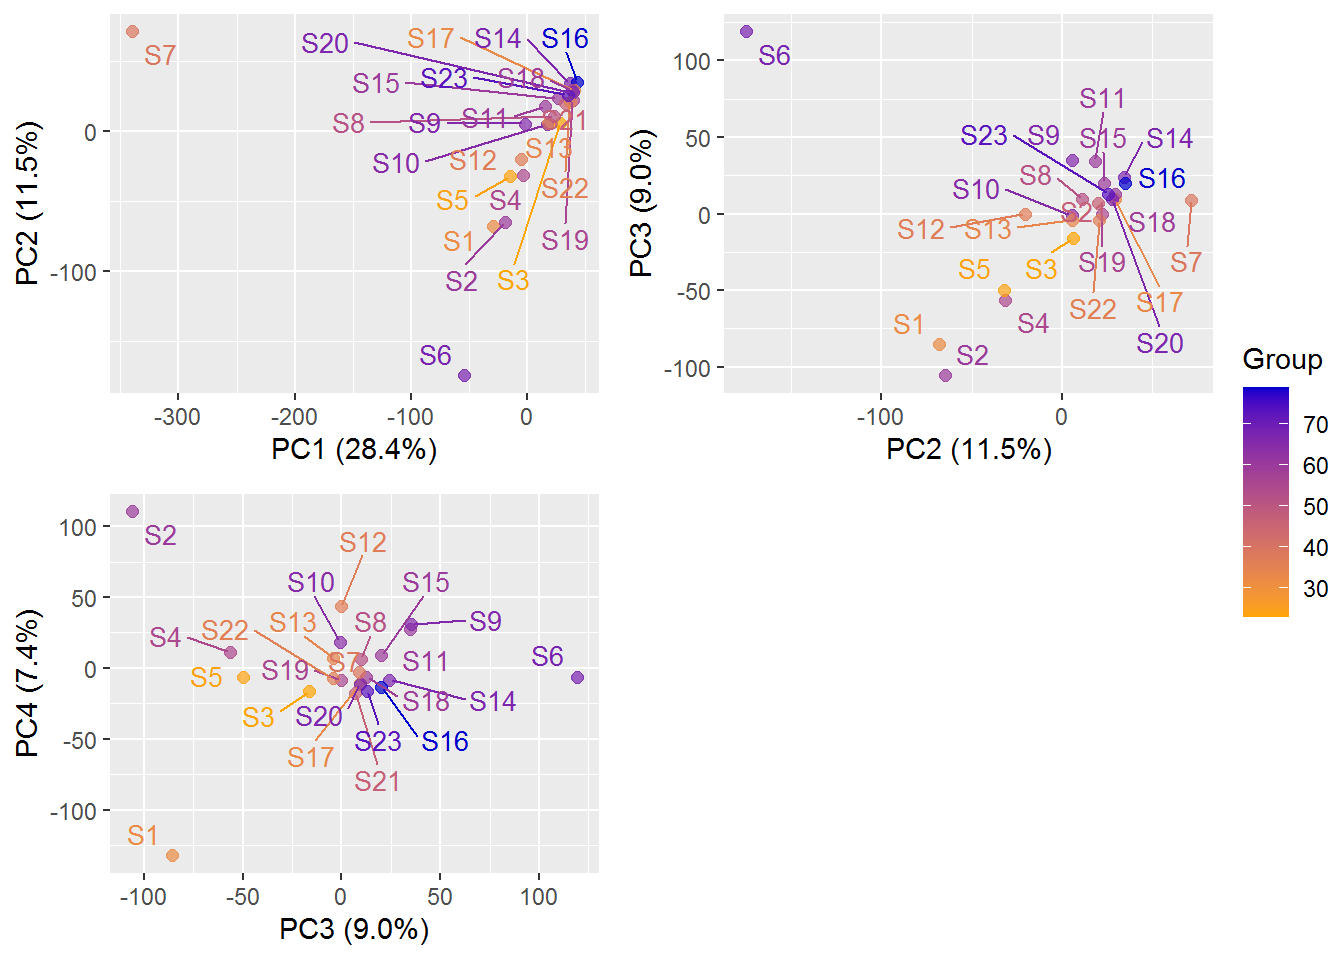 S20 S17 S14 S16
S7
S15 S23 S18
S8 S9 S11 S21
S10 S12 S13
S5 S4 S22
S1 S19
S2 S3
S6
0
-100
-300 -200 -100 0
PC1 (28.4%)
PC2 (11.5%)
S6
S11
S23 S9 S15 S14
S10 S8 S16
S12 S13 S2 S18
S5 S3 S19 S7
S22 S17
S1 S4
S2 S20
100
50
0
-50
-100
-100 0
PC2 (11.5%)
PC3 (9.0%)
S2 S12
S10 S15
S4 S22 S13 S8 S9
S5 S19 S7 S11 S6
S3 S20 S18 S14
S17 S23 S16
S21
S1
100
50
0
-50
-100
-100 -50 0 50 100
PC3 (9.0%)
PC4 (7.4%)
Group
70
60
50
40
30